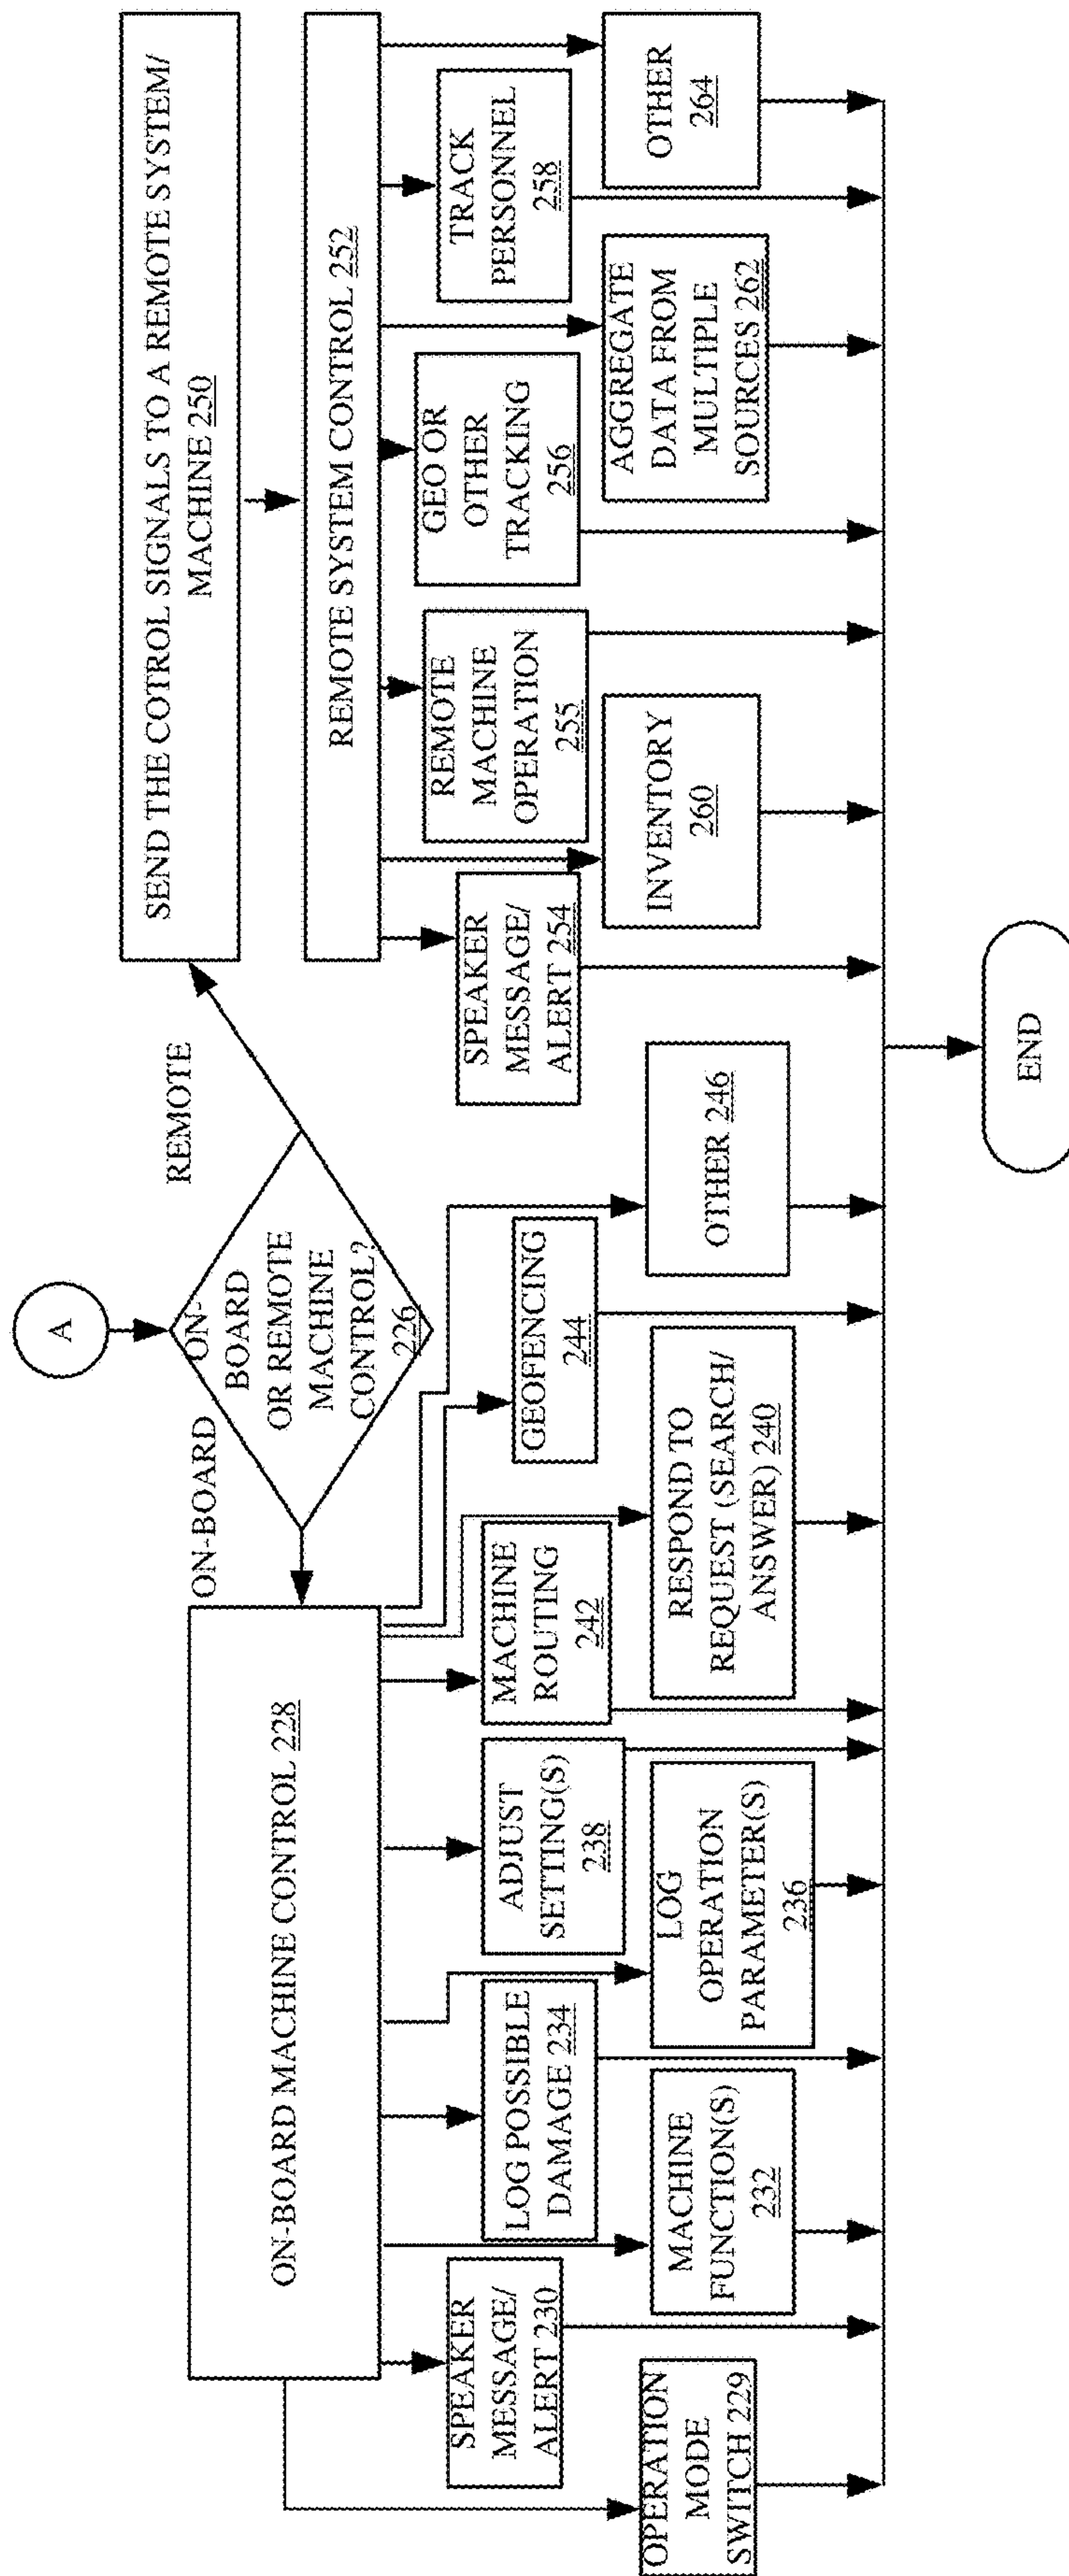 A
ON-
BOARD
OR REMOTE
MACHINE
CONTROL?
226
ON-BOARD
REMOTE
ON-BOARD MACHINE CONTROL 228
OPERATION
MODE
SWITCH 229
SPEAKER
MESSAGE/
ALERT 230
MACHINE
FUNCTION(S)
232
LOG POSSIBLE
DAMAGE 234
LOG
OPERATION
PARAMETER(S)
236
ADJUST
SETTING(S)
238
MACHINE
ROUTING
242
RESPOND TO
REQUEST (SEARCH/
ANSWER) 240
GEOFENCING
244
OTHER 246
SEND THE COTROL SIGNALS TO A REMOTE SYSTEM/
MACHINE 250
REMOTE SYSTEM CONTROL 252
SPEAKER
MESSAGE/
ALERT 254
INVENTORY
260
REMOTE
MACHINE
OPERATION
255
GEO OR
OTHER
TRACKING
256
AGGREGATE
DATA FROM
MULTIPLE
SOURCES 262
TRACK
PERSONNEL
258
OTHER
264
END